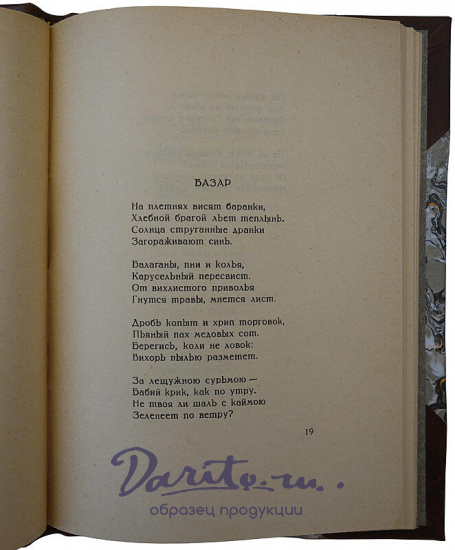 БАЗАР
На плетнях висят баранки,
Хлебной брагой льет теплынь.
Солнца струганные дранки
Загораживают синь.
Балаганы, пни и колья,
Карусельный пересвист.
От вихлистого приволья
Гнутся травы, мнется лист.
Дробь копыт и хрип торговок,
Пьяный пах медовых сот.
Берегись, коли не ловок:
Вихорь пылью разметет.
За лещужною сурьмою —
Бабий крик, как по утру.
Не твоя ли шаль с каймою
Зеленеет по ветру?
19
Darito.ru...
образец продукции